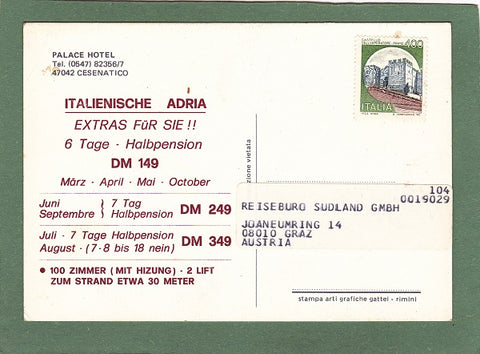 PALACE HOTEL
Tel. (0547) 82356/7
47042 CESENATICO
ITALIENISCHE ADRIA
EXTRAS FüR SIE !!
6 Tage · Halbpension
DM 149
März · April · Mai · October
Juni
Septembre } 7 Tag
Halbpension DM 249
Juli · 7 Tage Halbpension
August · (7·8 bis 18 nein) DM 349
• 100 ZIMMER (MIT HIZUNG) · 2 LIFT
ZUM STRAND ETWA 30 METER
400
ITALIA
zione vietata
104
0019029
REISEBURO SUDLAND GMBH
JOANEUMRING 14
08010 GRAZ
AUSTRIA
stampa arti grafiche gattei - rimini